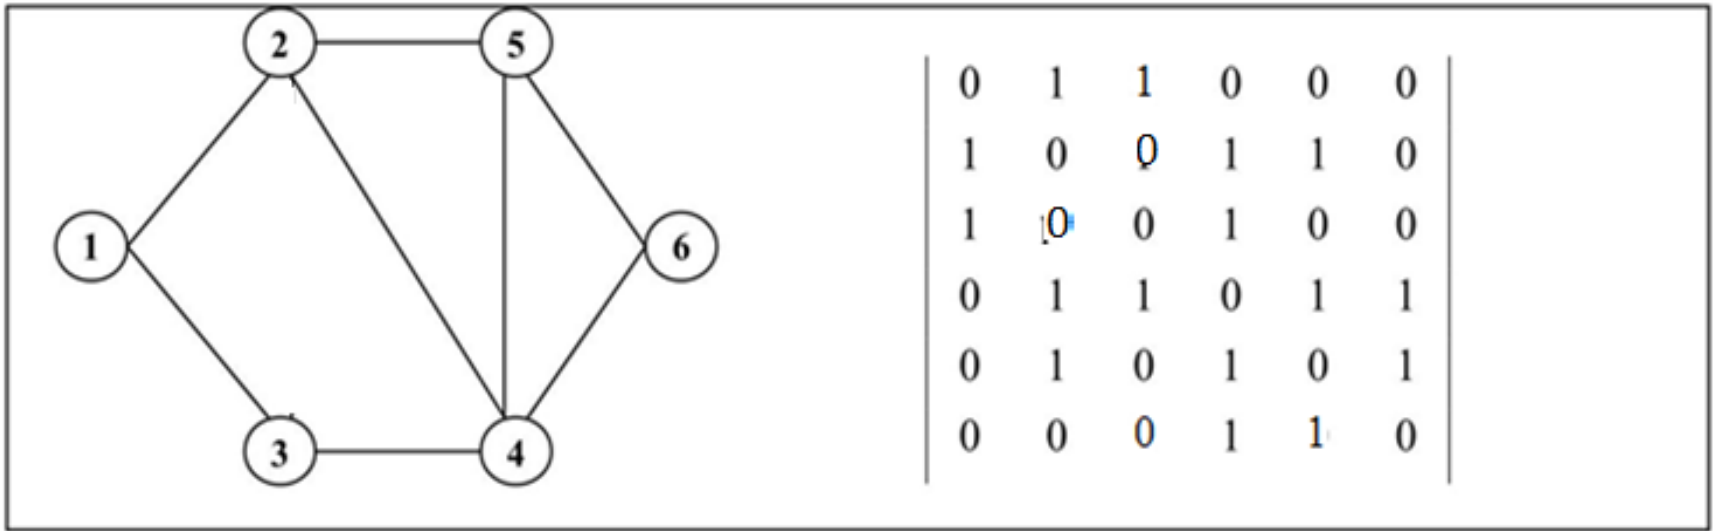 2 5
1 6
3 4
0 1 1 0 0 0
1 0 0 1 1 0
1 0 0 1 0 0
0 1 1 0 1 1
0 1 0 1 0 1
0 0 0 1 1 0